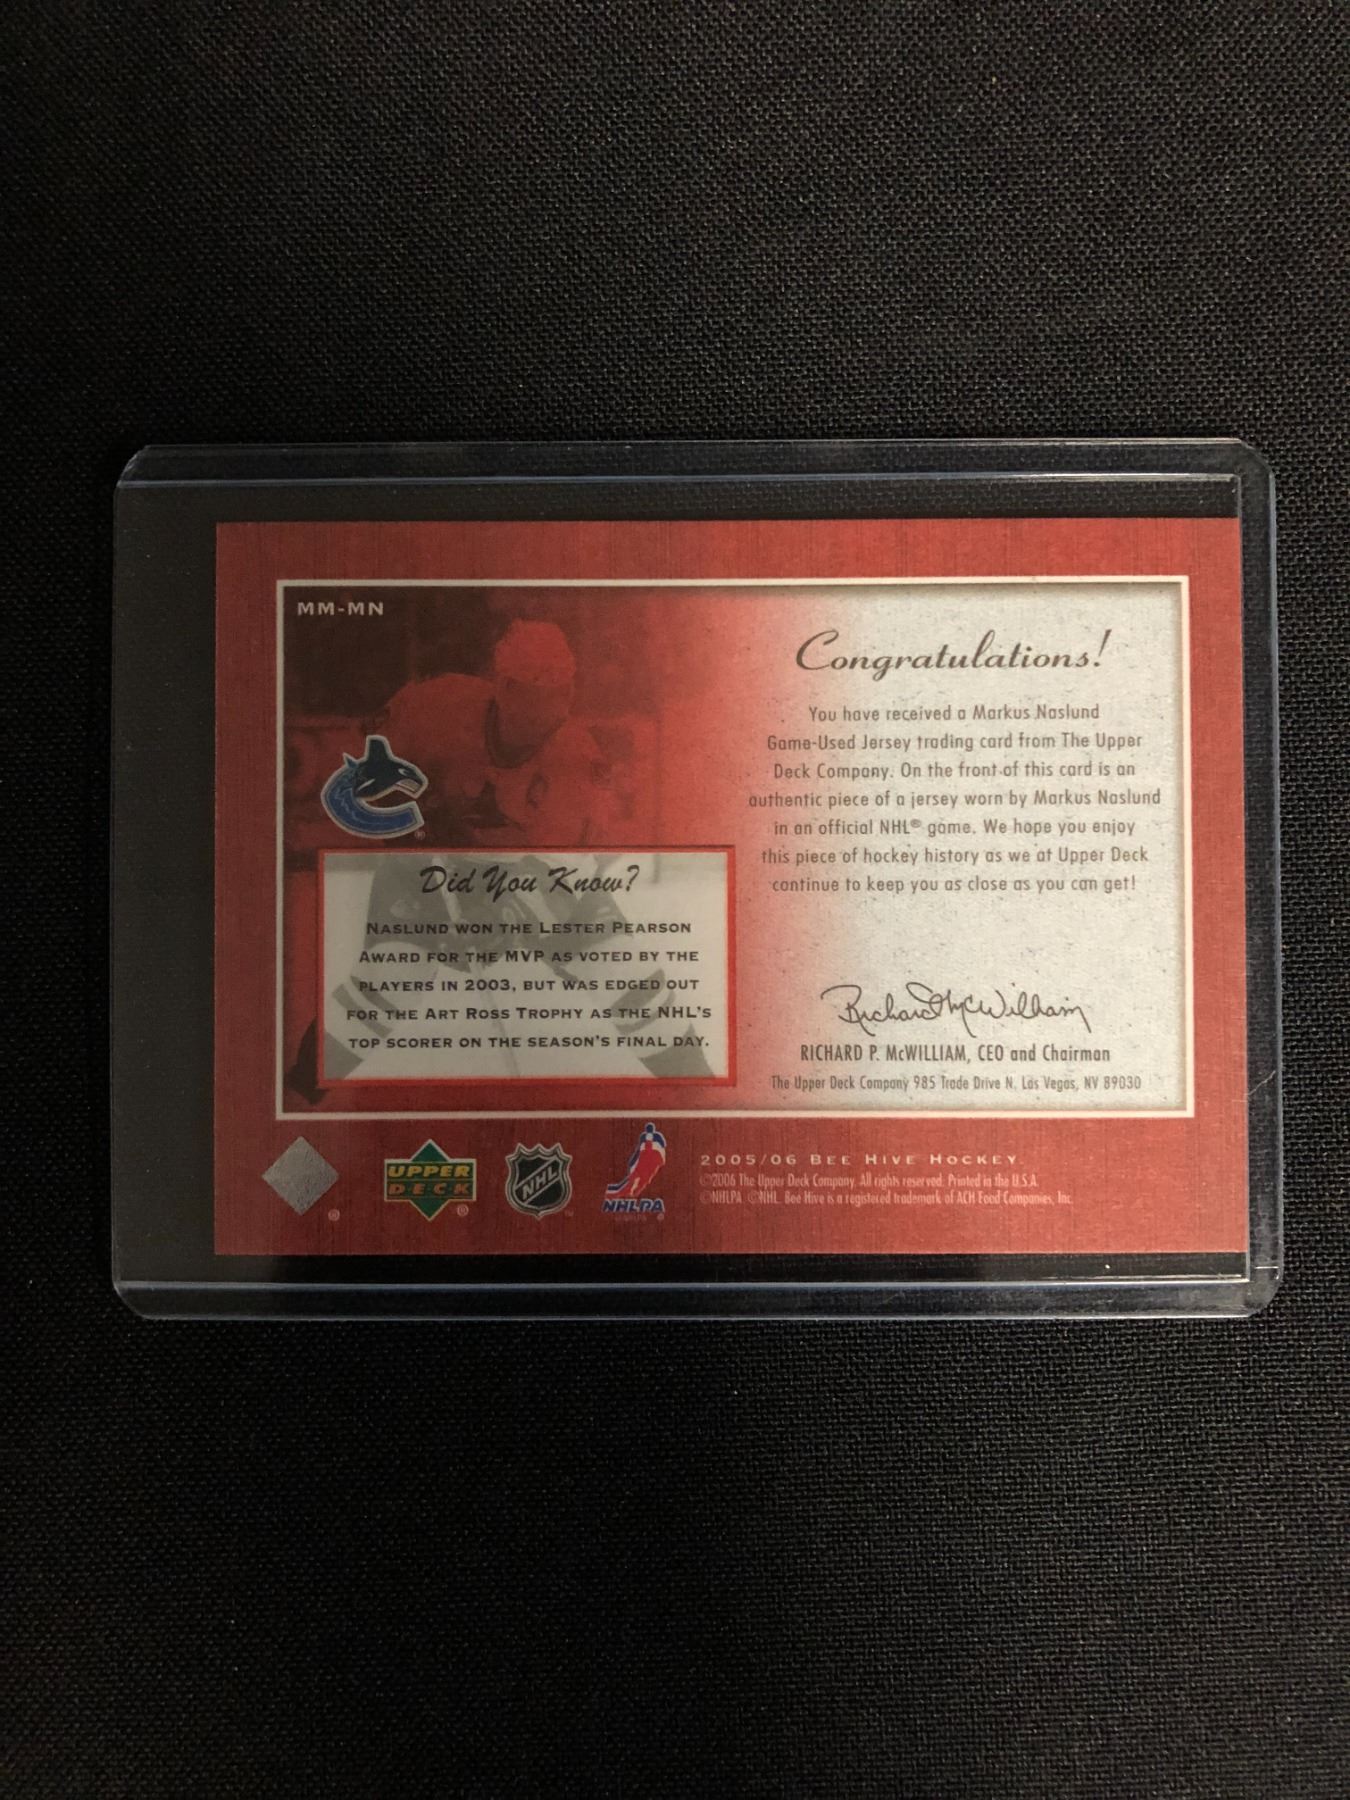 MM-MN
Congratulations!
You have received a Markus Naslund
Game-Used Jersey trading card from The Upper
Deck Company. On the front of this card is an
authentic piece of a jersey worn by Markus Naslund
in an official NHL® game. We hope you enjoy
this piece of hockey history as we at Upper Deck
continue to keep you as close as you can get!
Richard McWilliam
RICHARD P. McWILLIAM, CEO and Chairman
The Upper Deck Company 985 Trade Drive N. Las Vegas, NV 89030
®
Did You Know?
NASLUND WON THE LESTER PEARSON
AWARD FOR THE MVP AS VOTED BY THE
PLAYERS IN 2003, BUT WAS EDGED OUT
FOR THE ART ROSS TROPHY AS THE NHL'S
TOP SCORER ON THE SEASON'S FINAL DAY.
®
UPPER
DECK
®
NHL
™
NHLPA
®
2005/06 BEE HIVE HOCKEY.
©2006 The Upper Deck Company. All rights reserved. Printed in the U.S.A.
©NHLPA ©NHL. Bee Hive is a registered trademark of ACH Food Companies, Inc.